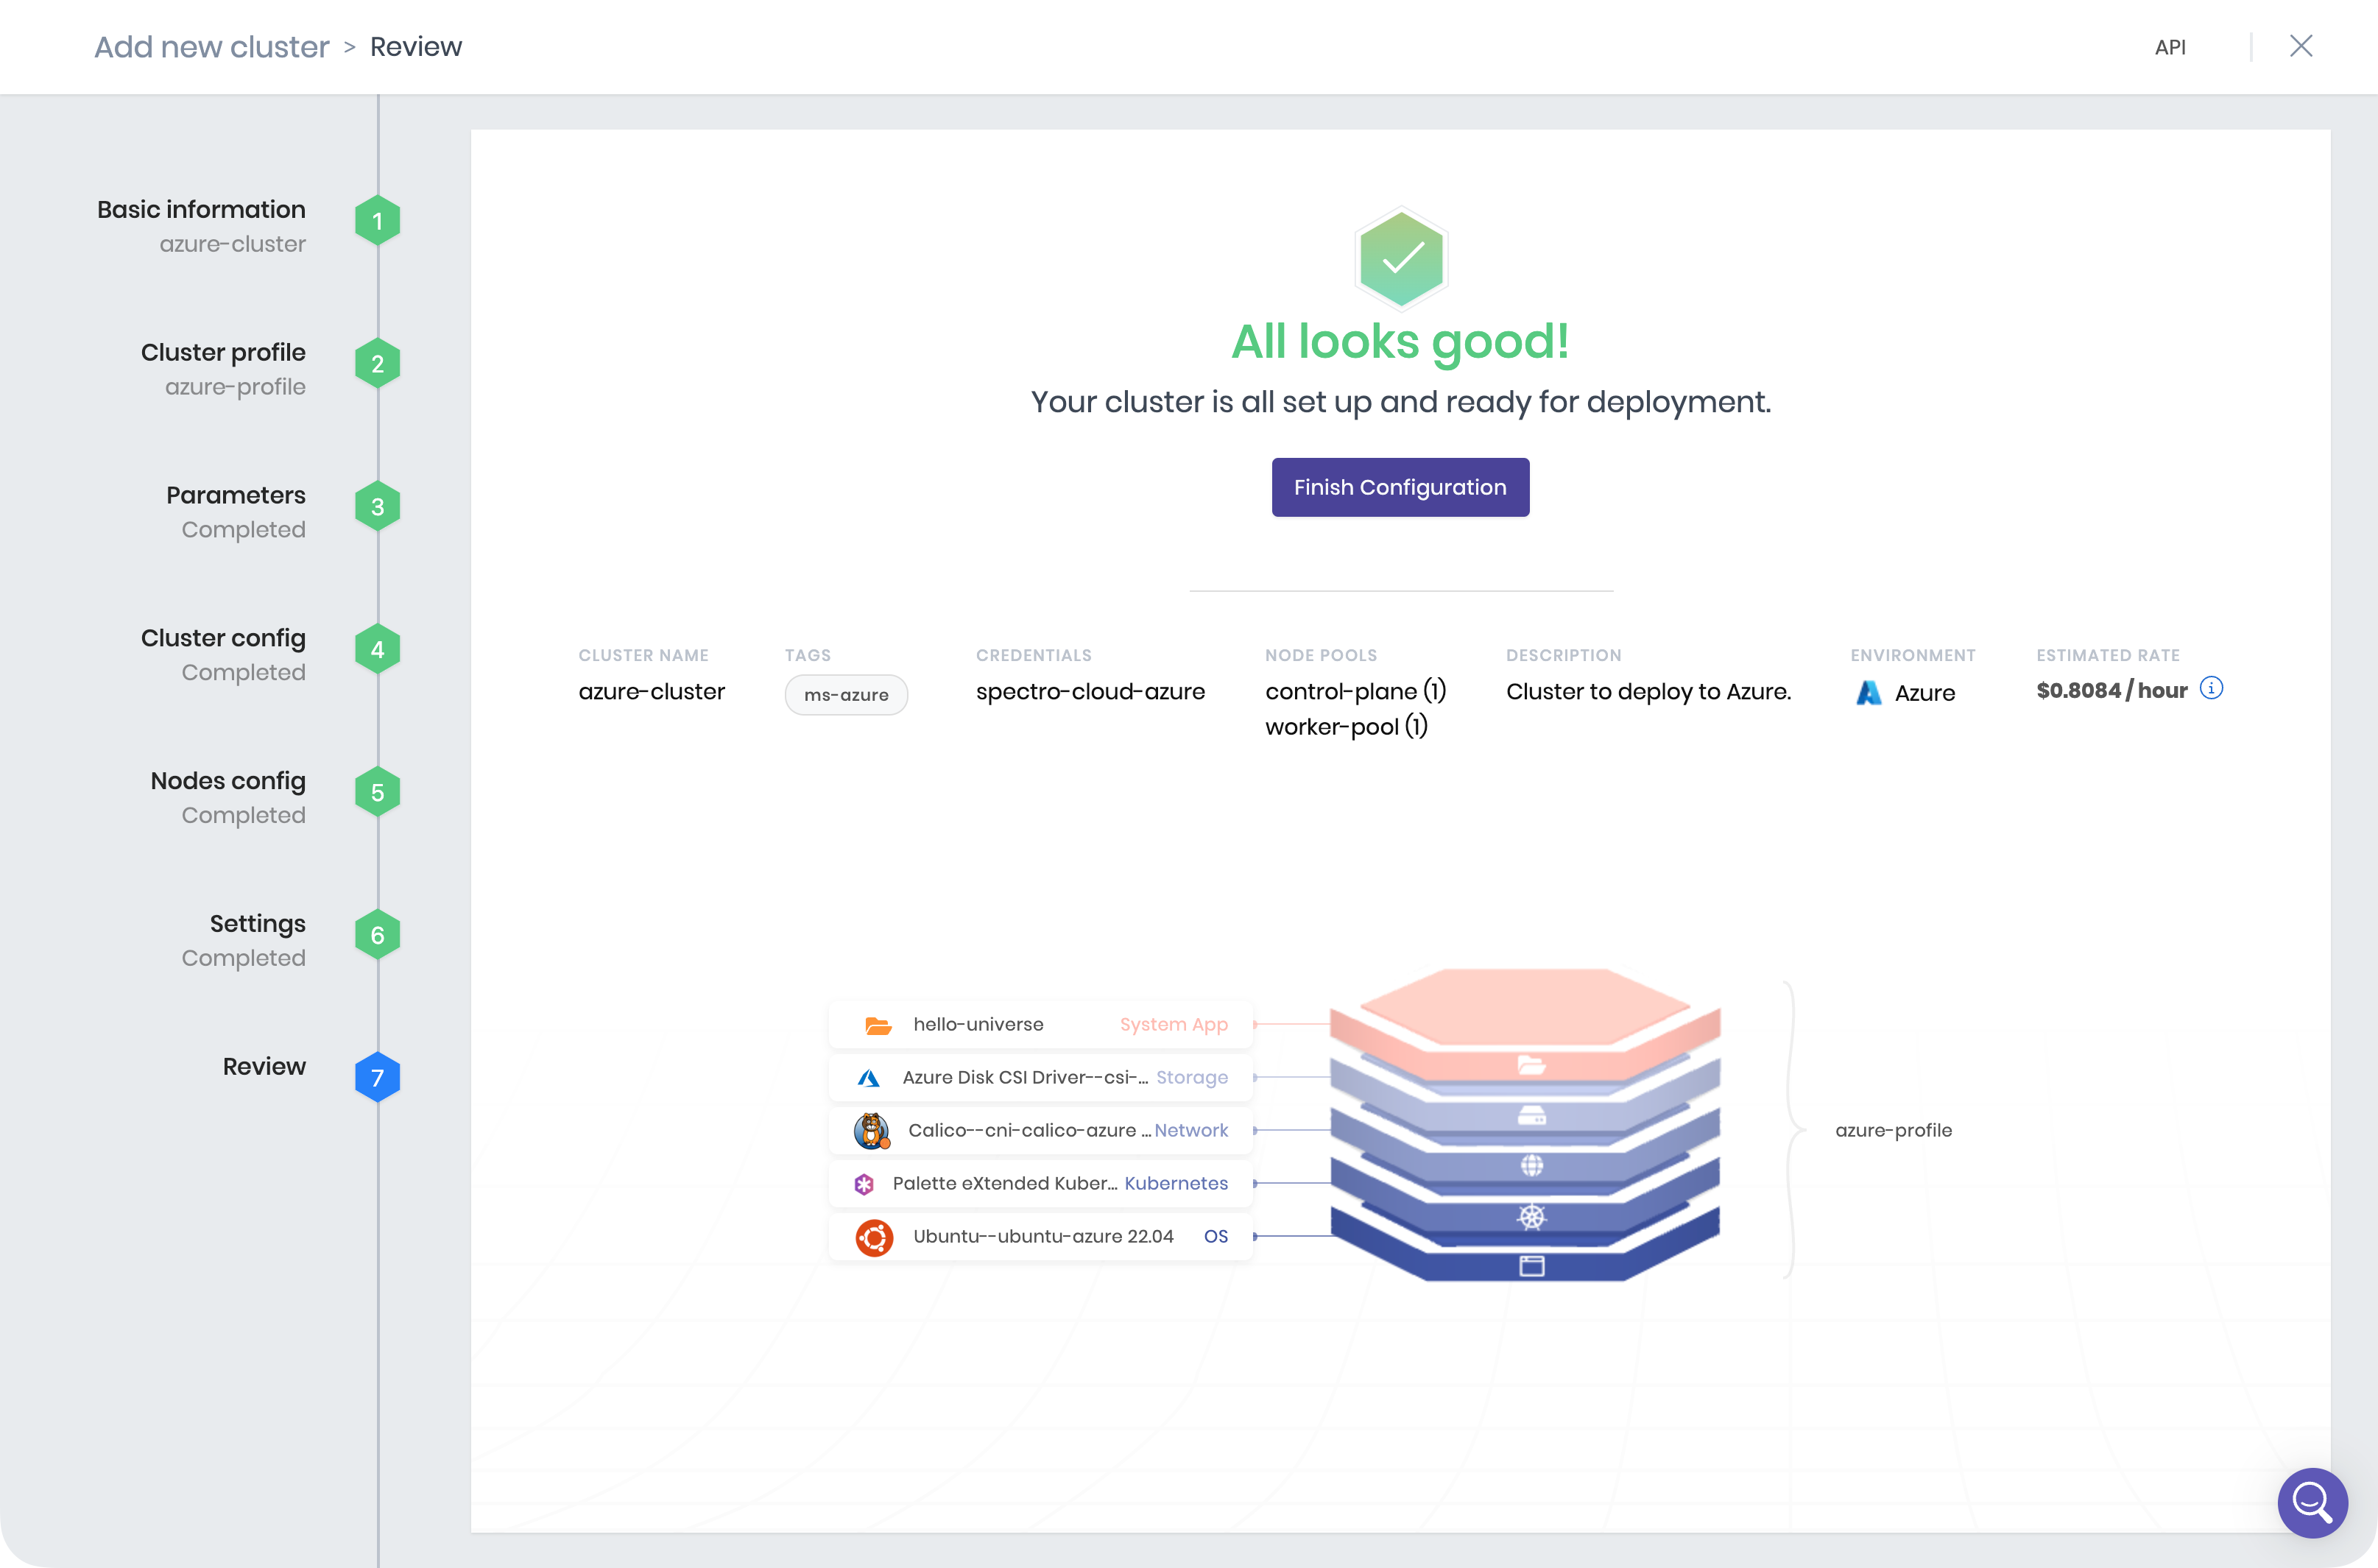 Add new cluster > Review
API
Basic information
azure-cluster
1
Cluster profile
azure-profile
2
Parameters
Completed
3
Cluster config
Completed
4
Nodes config
Completed
5
Settings
Completed
6
Review
7
All looks good!
Your cluster is all set up and ready for deployment.
Finish Configuration
CLUSTER NAME
azure-cluster
TAGS
ms-azure
CREDENTIALS
spectro-cloud-azure
NODE POOLS
control-plane (1)
worker-pool (1)
DESCRIPTION
Cluster to deploy to Azure.
ENVIRONMENT
Azure
ESTIMATED RATE
$0.8084 / hour
hello-universe System App
Azure Disk CSI Driver--csi-... Storage
Calico--cni-calico-azure ... Network
Palette eXtended Kuber... Kubernetes
Ubuntu--ubuntu-azure 22.04 OS
azure-profile